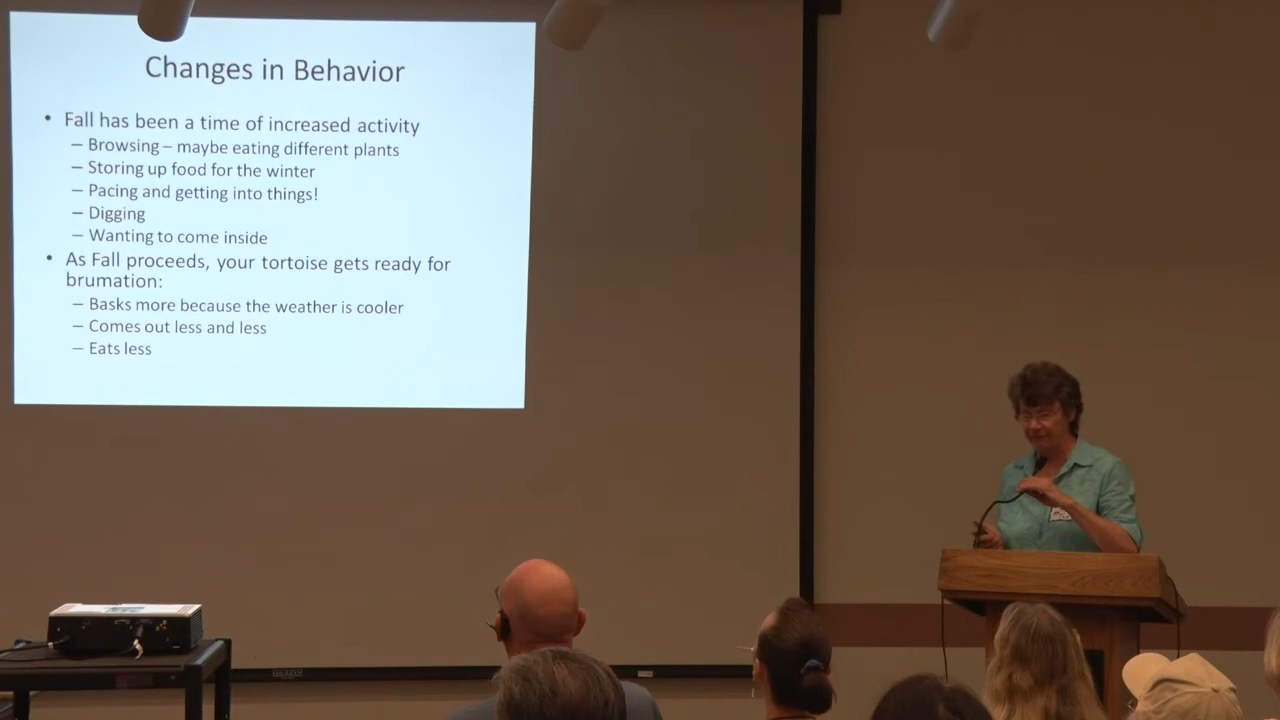 Changes in Behavior
• Fall has been a time of increased activity
– Browsing – maybe eating different plants
– Storing up food for the winter
– Pacing and getting into things!
– Digging
– Wanting to come inside
• As Fall proceeds, your tortoise gets ready for
brumation:
– Basks more because the weather is cooler
– Comes out less and less
– Eats less